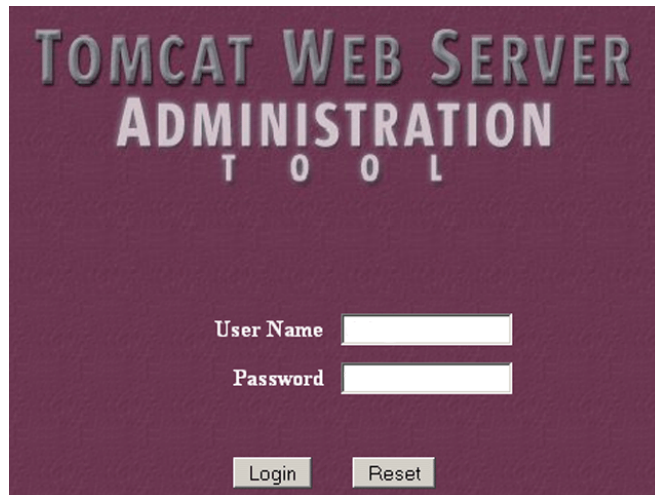 TOMCAT WEB SERVER
ADMINISTRATION
TOOL
User Name
Password
Login Reset